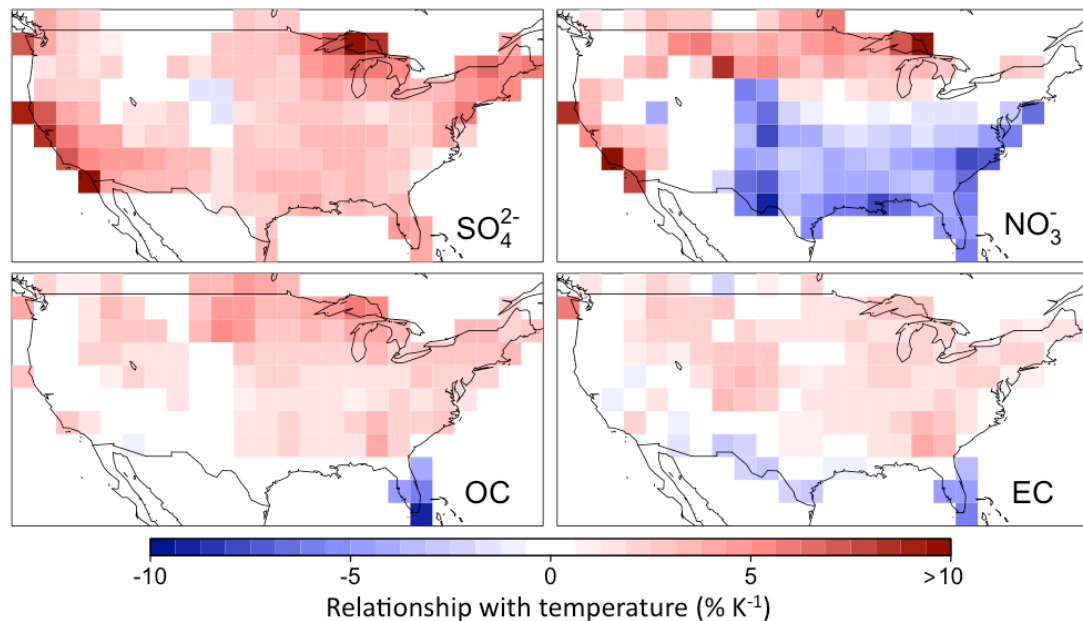 SO₄²⁻
NO₃⁻
OC
EC
-10 -5 0 5 >10
Relationship with temperature (% K⁻¹)